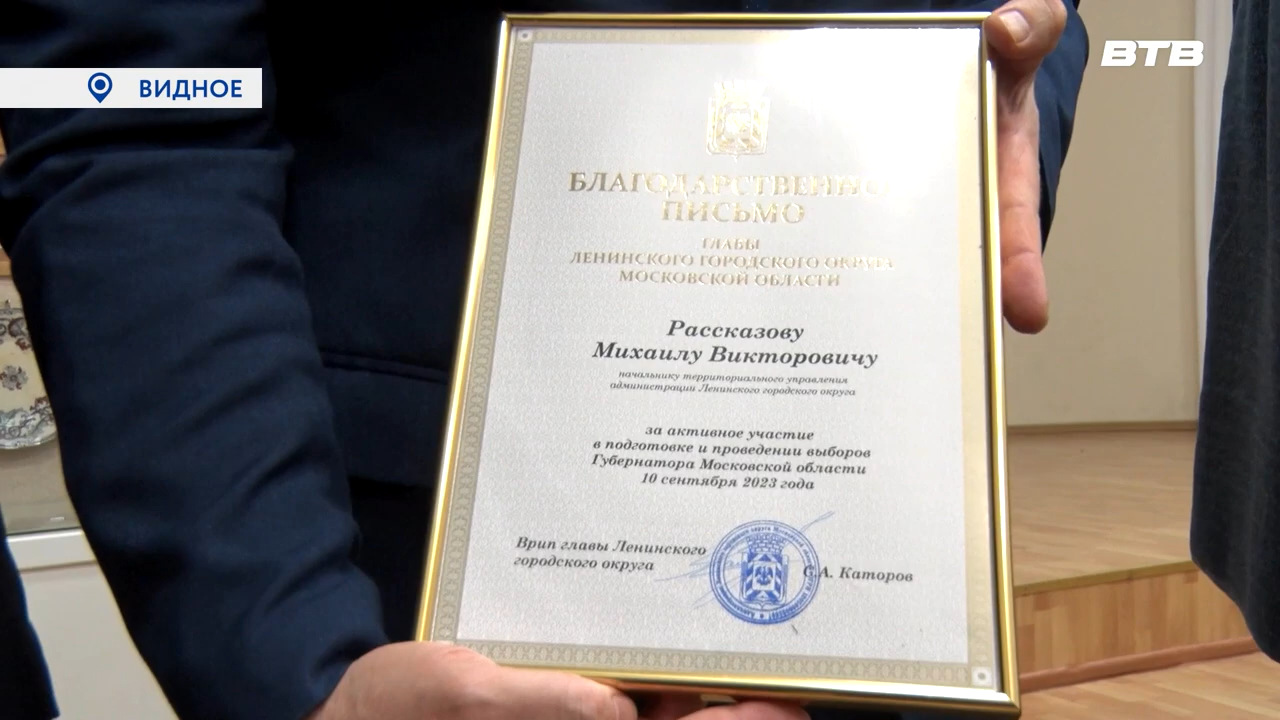 ВИДНОЕ
ВТВ
БЛАГОДАРСТВЕННОЕ
ПИСЬМО
ГЛАВЫ
ЛЕНИНСКОГО ГОРОДСКОГО ОКРУГА
МОСКОВСКОЙ ОБЛАСТИ
Рассказову
Михаилу Викторовичу
начальнику территориального управления
администрации Ленинского городского округа
за активное участие
в подготовке и проведении выборов
Губернатора Московской области
10 сентября 2023 года
Врип главы Ленинского
городского округа
С.А. Каторов